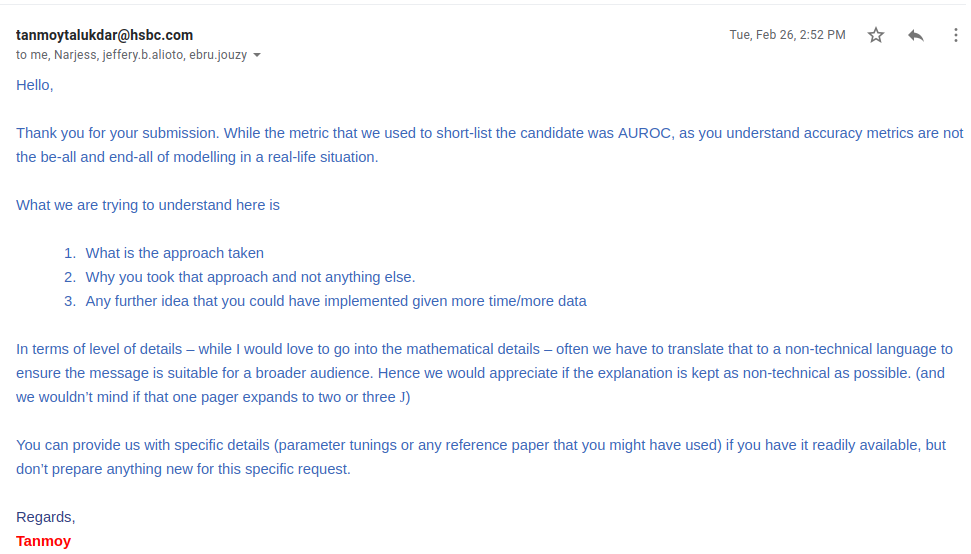 tanmoytalukdar@hsbc.com
Tue, Feb 26, 2:52 PM
to me, Narjess, jeffery.b.alioto, ebru.jouzy
Hello,
Thank you for your submission. While the metric that we used to short-list the candidate was AUROC, as you understand accuracy metrics are not
the be-all and end-all of modelling in a real-life situation.
What we are trying to understand here is
1. What is the approach taken
2. Why you took that approach and not anything else.
3. Any further idea that you could have implemented given more time/more data
In terms of level of details – while I would love to go into the mathematical details – often we have to translate that to a non-technical language to
ensure the message is suitable for a broader audience. Hence we would appreciate if the explanation is kept as non-technical as possible. (and
we wouldn’t mind if that one pager expands to two or three J)
You can provide us with specific details (parameter tunings or any reference paper that you might have used) if you have it readily available, but
don’t prepare anything new for this specific request.
Regards,
Tanmoy